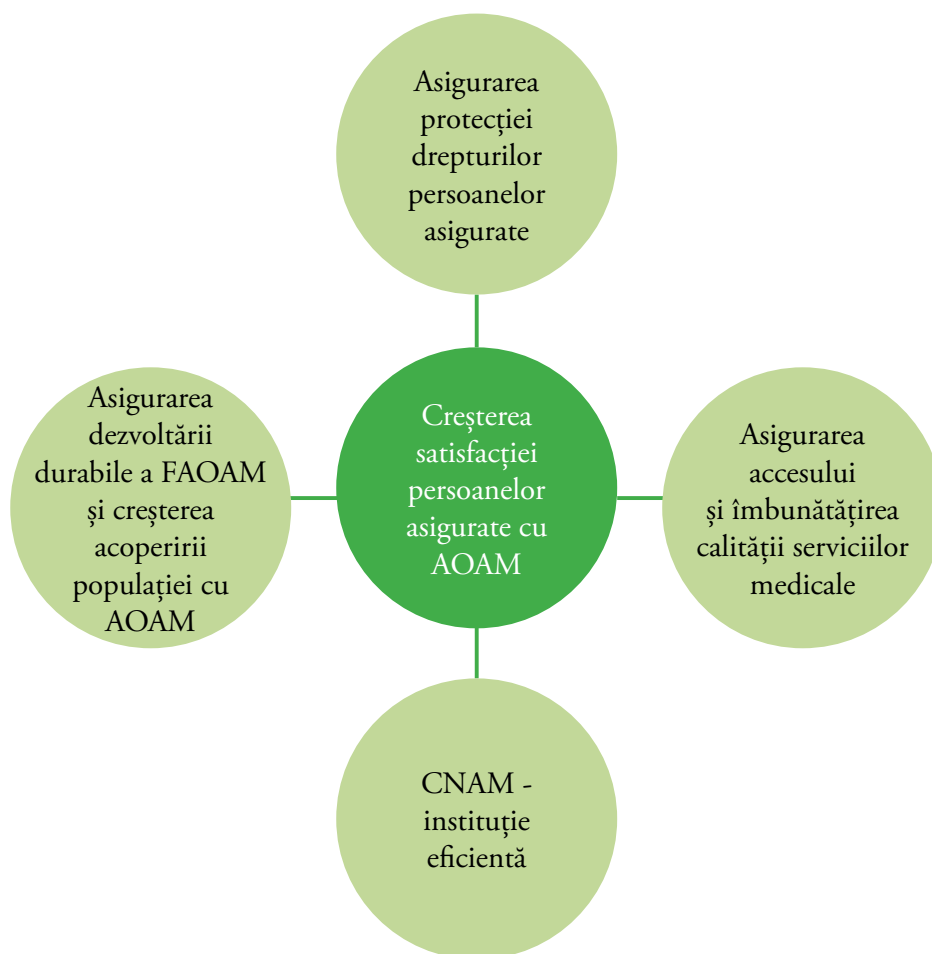 Asigurarea
protecției
drepturilor
persoanelor
asigurate
Asigurarea
dezvoltării
durabile a FAOAM
și creșterea
acoperirii
populației cu
AOAM
Creșterea
satisfacției
persoanelor
asigurate cu
AOAM
Asigurarea
accesului
și îmbunătățirea
calității serviciilor
medicale
CNAM -
instituție
eficientă